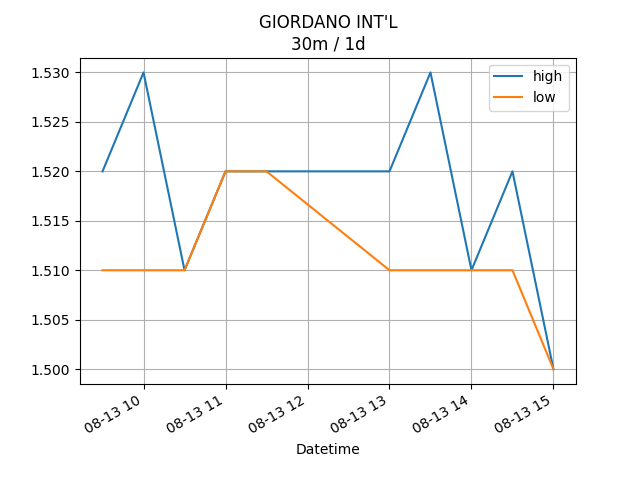 GIORDANO INT'L
30m / 1d
high
low
1.530
1.525
1.520
1.515
1.510
1.505
1.500
08-13 10
08-13 11
08-13 12
08-13 13
08-13 14
08-13 15
Datetime